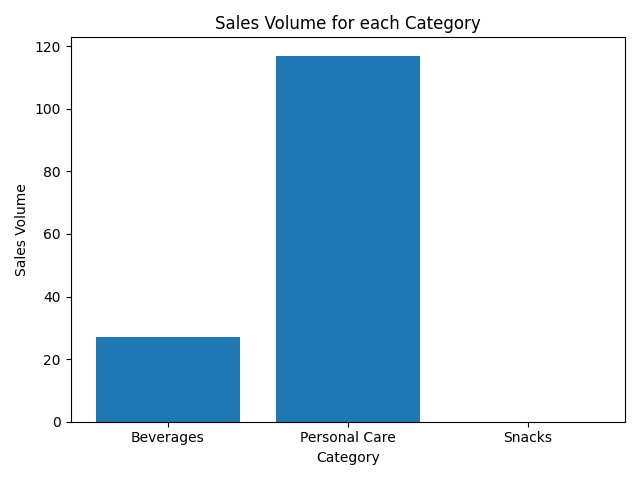 Sales Volume for each Category
120
100
80
60
40
20
0
Sales Volume
Beverages
Personal Care
Snacks
Category